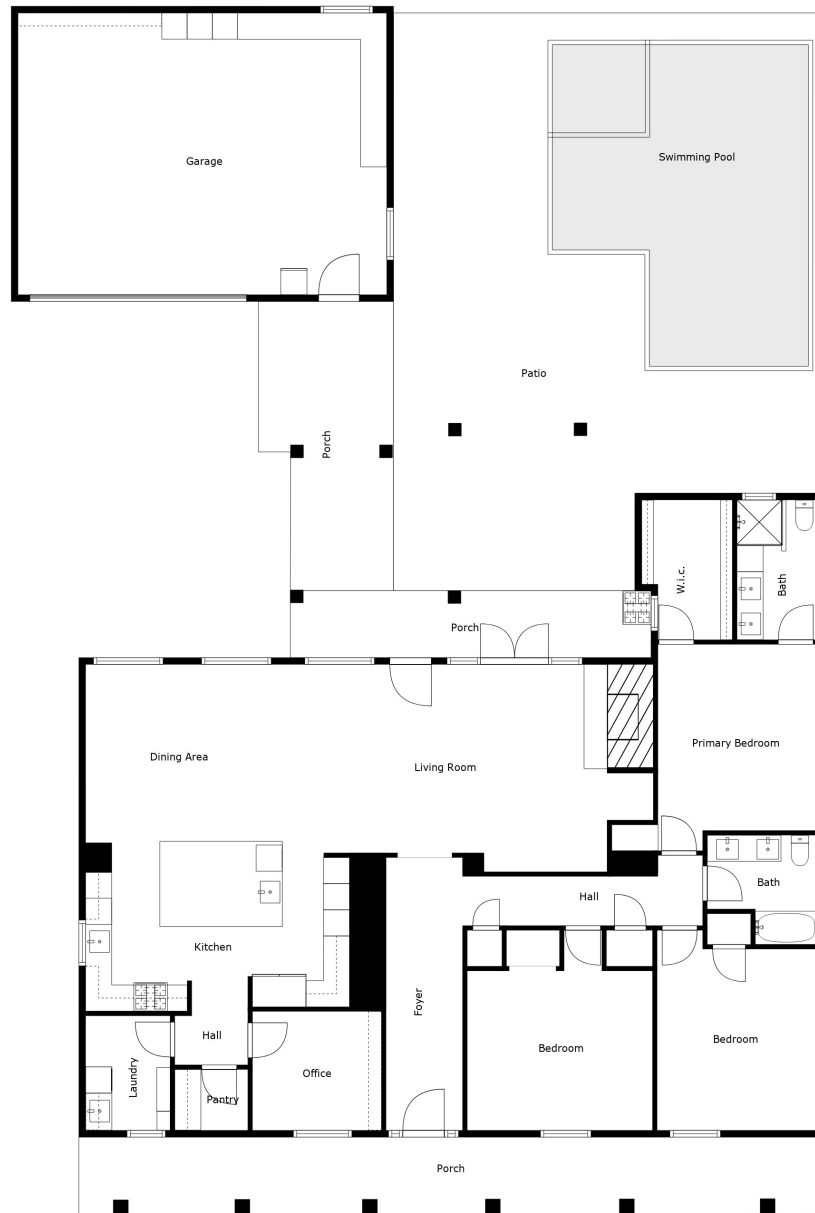 Garage
Swimming Pool
Patio
Porch
W.i.c.
Bath
Porch
Primary Bedroom
Dining Area
Living Room
Bath
Hall
Kitchen
Foyer
Hall
Bedroom
Bedroom
Laundry
Office
Pantry
Porch